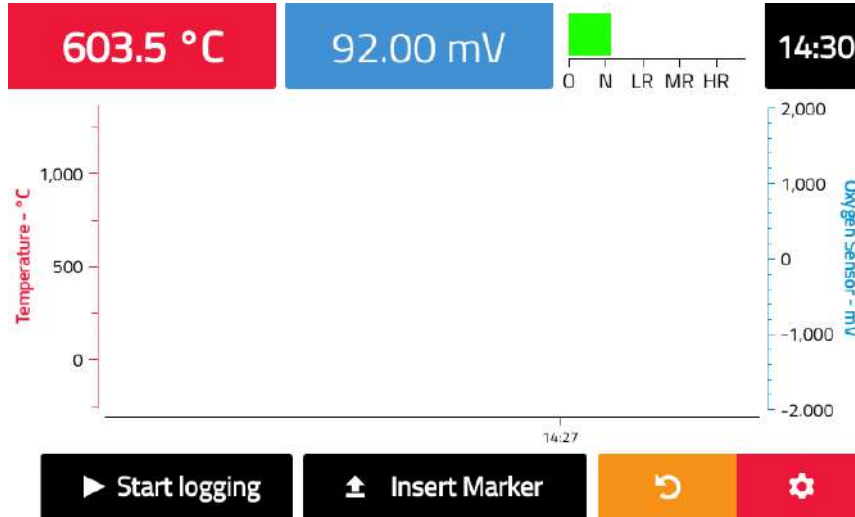 603.5 °C
92.00 mV
O N LR MR HR
14:30
Temperature - °C
1,000
500
0
2,000
1,000
0
-1,000
-2.000
Oxygen Sensor - mV
14:27
Start logging
Insert Marker